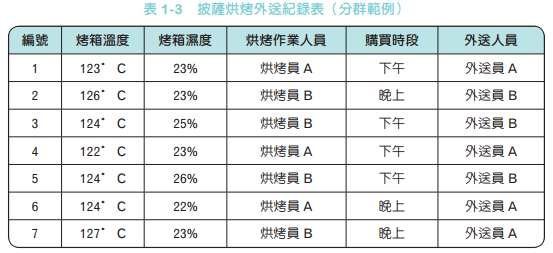 表 1-3 披薩烘烤外送紀錄表（分群範例）
編號 烤箱溫度 烤箱濕度 烘烤作業人員 購買時段 外送人員
1 123° C 23% 烘烤員 A 下午 外送員 A
2 126° C 23% 烘烤員 B 晚上 外送員 B
3 124° C 25% 烘烤員 B 下午 外送員 B
4 122° C 23% 烘烤員 A 下午 外送員 A
5 124° C 26% 烘烤員 B 下午 外送員 B
6 124° C 22% 烘烤員 A 晚上 外送員 A
7 127° C 23% 烘烤員 B 晚上 外送員 A